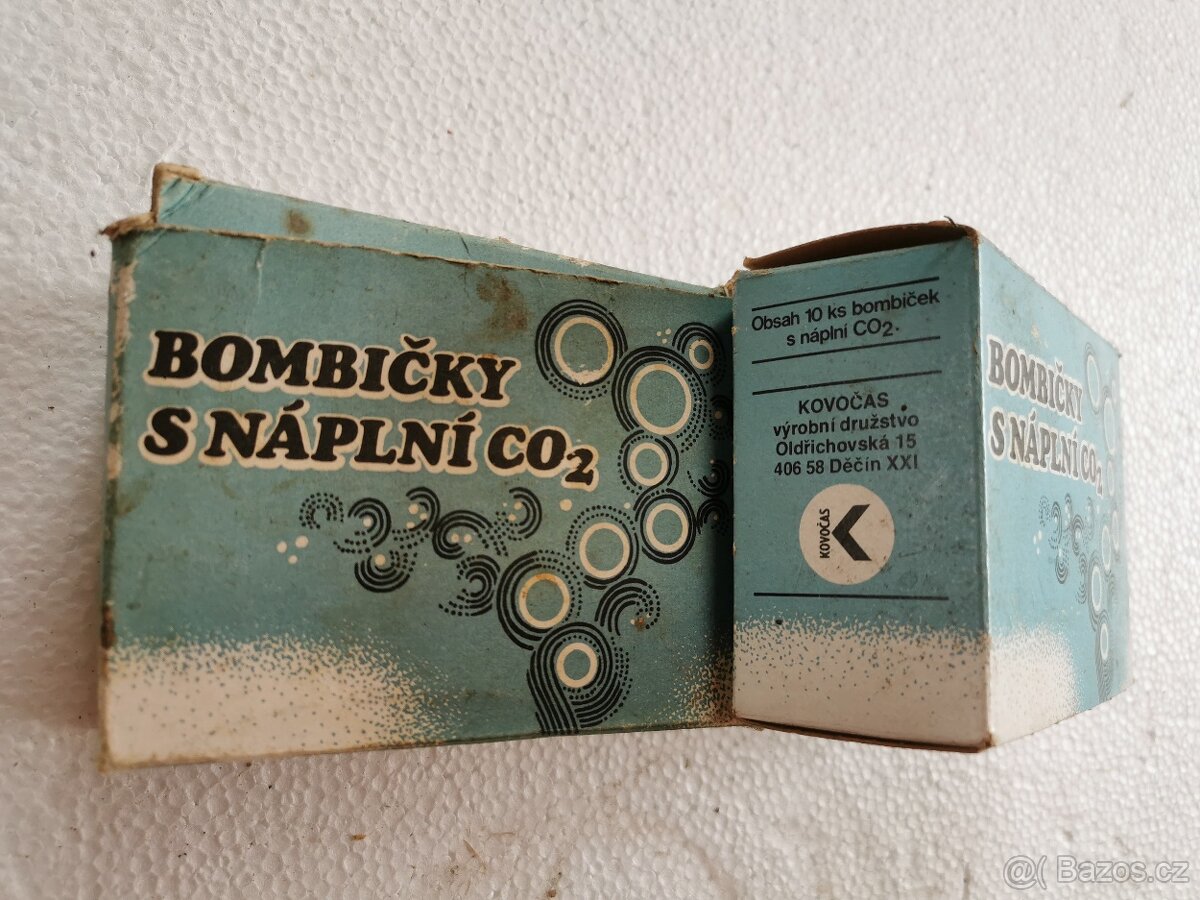 BOMBIČKY
S NÁPLNÍ CO2
Obsah 10 ks bombiček
s náplní CO2.
KOVOČAS
výrobní družstvo
Oldřichovská 15
406 58 Děčín XXI
KOVOČAS
BOMBIČKY
S NÁPLNÍ CO2
@( Bazos.cz